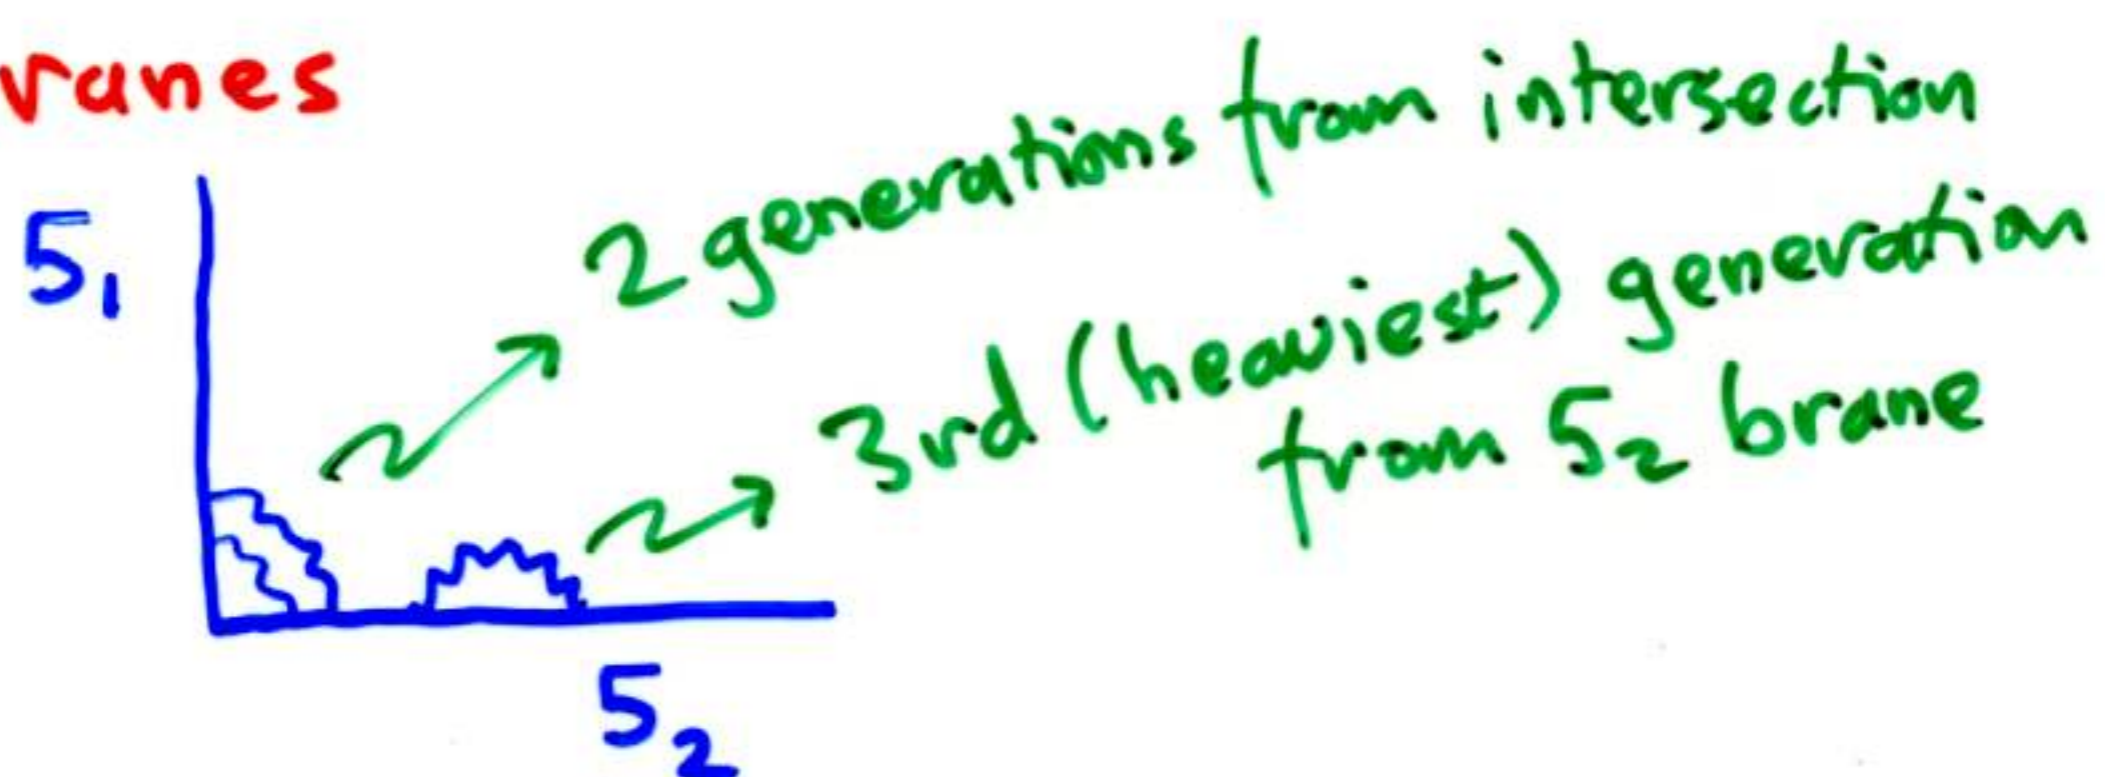 ranes
2 generations from intersection
5₁
3rd (heaviest) generation
from 5₂ brane
5₂